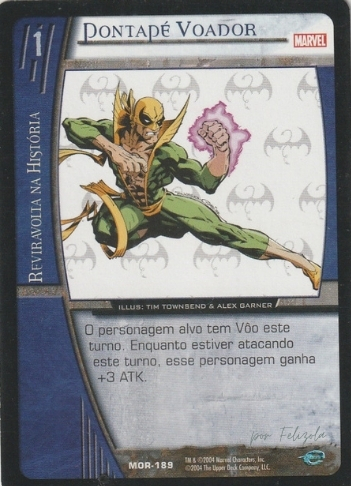 1
PONTAPÉ VOADOR
MARVEL
REVIRAVOLTA NA HISTÓRIA
ILLUS: TIM TOWNSEND & ALEX GARNER
O personagem alvo tem Vôo este
turno. Enquanto estiver atacando
este turno, esse personagem ganha
+3 ATK.
por Felizola
MOR-189
TM & ©2004 Marvel Characters, Inc.
©2004 The Upper Deck Company, LLC.